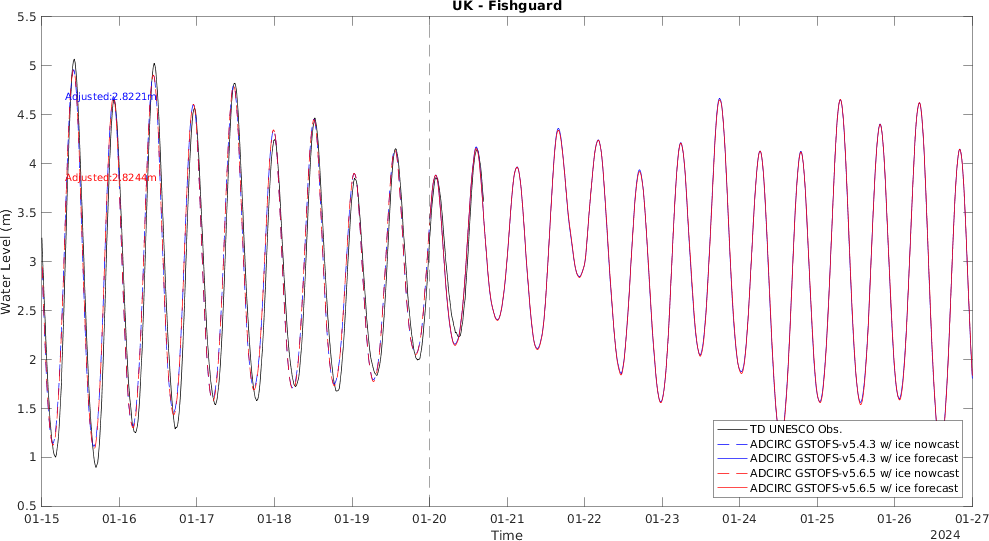 UK - Fishguard
5.5
5
4.5
4
3.5
3
2.5
2
1.5
1
0.5
Water Level (m)
Adjusted:2.8221m
Adjusted:2.8244m
TD UNESCO Obs.
ADCIRC GSTOFS-v5.4.3 w/ ice nowcast
ADCIRC GSTOFS-v5.4.3 w/ ice forecast
ADCIRC GSTOFS-v5.6.5 w/ ice nowcast
ADCIRC GSTOFS-v5.6.5 w/ ice forecast
01-15 01-16 01-17 01-18 01-19 01-20 01-21 01-22 01-23 01-24 01-25 01-26 01-27
Time
2024